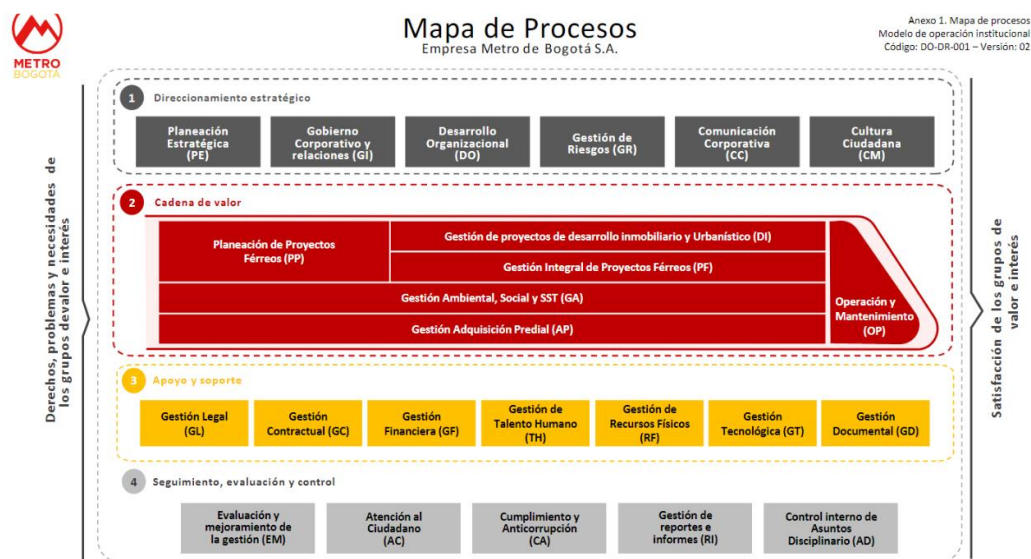 METRO
BOGOTÁ
Mapa de Procesos
Empresa Metro de Bogotá S.A.
Anexo 1. Mapa de procesos
Modelo de operación institucional
Código: DO-DR-001 – Versión: 02
Derechos, problemas y necesidades de
los grupos devalor e interés
1 Direccionamiento estratégico
Planeación
Estratégica
(PE)
Gobierno
Corporativo y
relaciones (GI)
Desarrollo
Organizacional
(DO)
Gestión de
Riesgos (GR)
Comunicación
Corporativa
(CC)
Cultura
Ciudadana
(CM)
2 Cadena de valor
Planeación de Proyectos
Férreos (PP)
Gestión de proyectos de desarrollo inmobiliario y Urbanístico (DI)
Gestión Integral de Proyectos Férreos (PF)
Gestión Ambiental, Social y SST (GA)
Gestión Adquisición Predial (AP)
Operación y
Mantenimiento
(OP)
3 Apoyo y soporte
Gestión Legal
(GL)
Gestión
Contractual (GC)
Gestión
Financiera (GF)
Gestión de
Talento Humano
(TH)
Gestión de
Recursos Físicos
(RF)
Gestión
Tecnológica (GT)
Gestión
Documental (GD)
4 Seguimiento, evaluación y control
Evaluación y
mejoramiento de
la gestión (EM)
Atención al
Ciudadano
(AC)
Cumplimiento y
Anticorrupción
(CA)
Gestión de
reportes e
informes (RI)
Control interno de
Asuntos
Disciplinario (AD)
Satisfacción de los grupos de
valor e interés